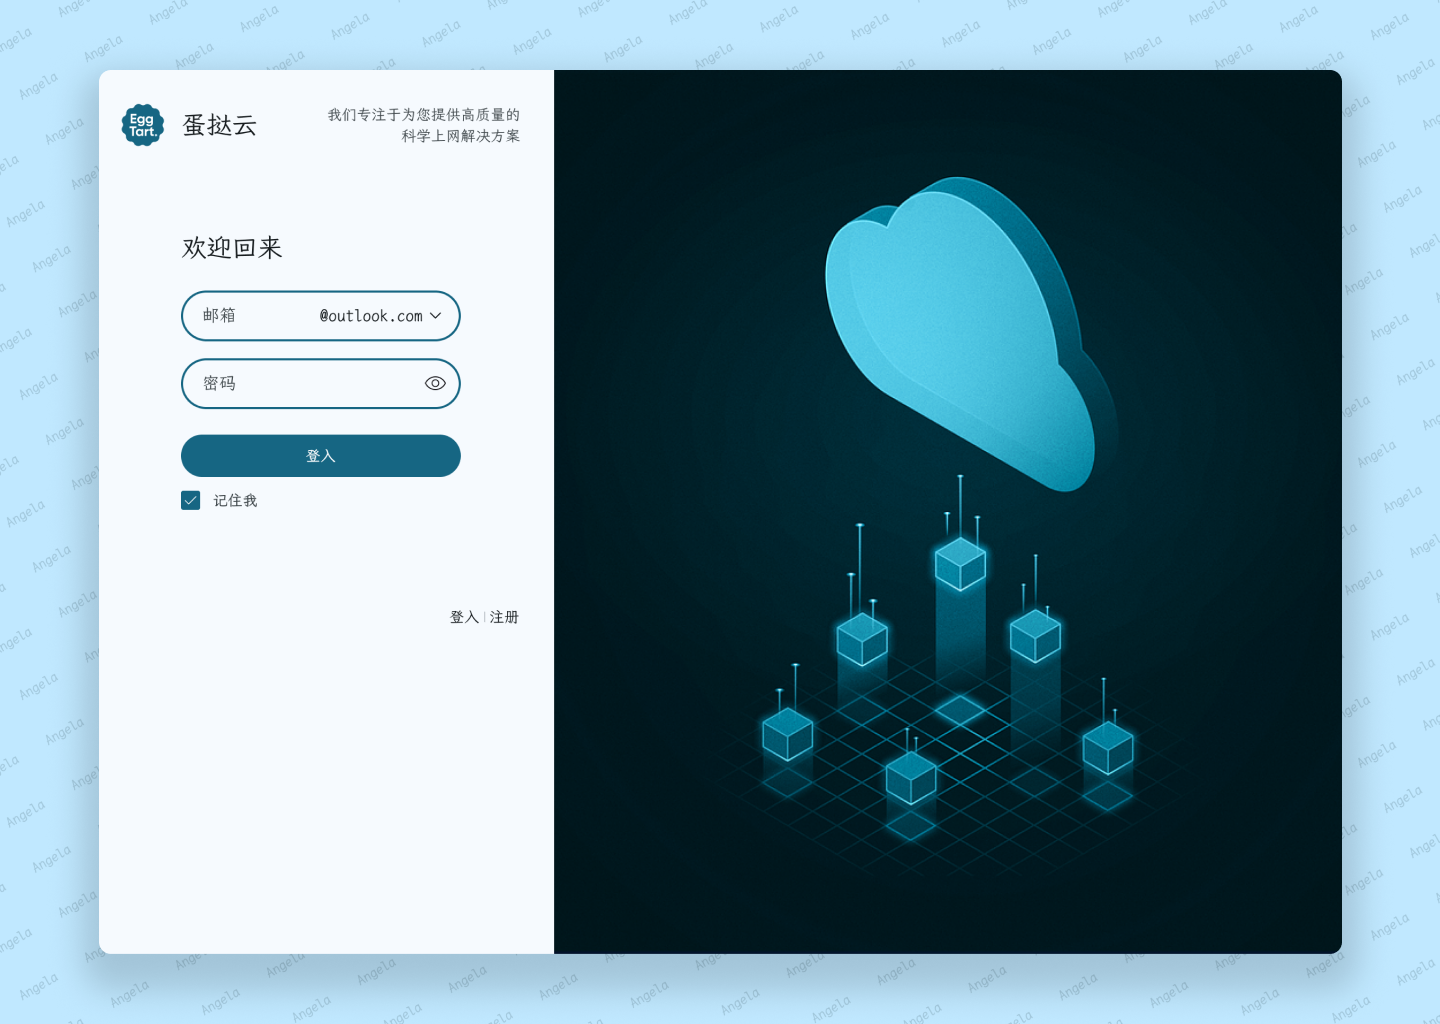 Egg
Tart.
蛋挞云
我们专注于为您提供高质量的
科学上网解决方案
欢迎回来
邮箱 @outlook.com
密码
登入
记住我
登入 | 注册
Angela